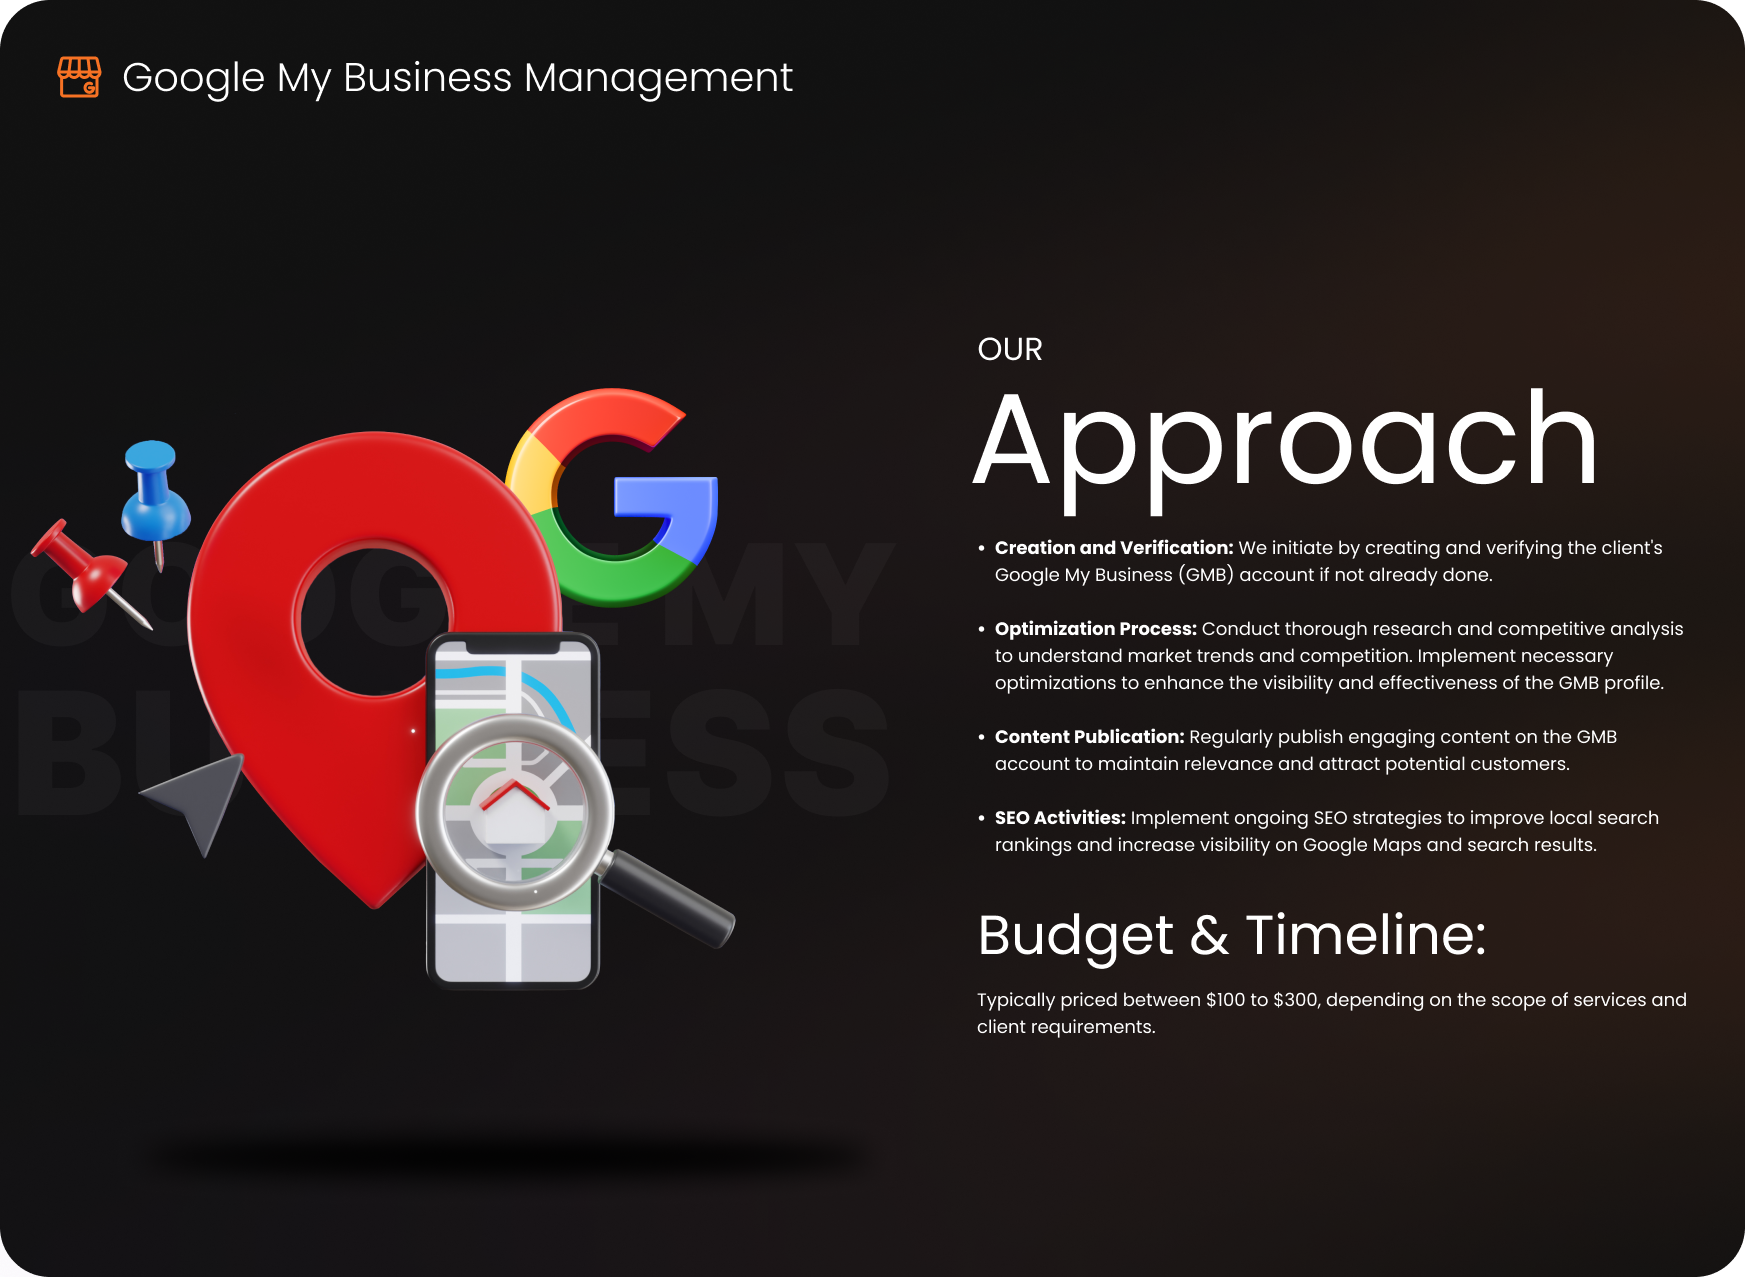 Google My Business Management
OUR
Approach
• Creation and Verification: We initiate by creating and verifying the client's
Google My Business (GMB) account if not already done.
• Optimization Process: Conduct thorough research and competitive analysis
to understand market trends and competition. Implement necessary
optimizations to enhance the visibility and effectiveness of the GMB profile.
• Content Publication: Regularly publish engaging content on the GMB
account to maintain relevance and attract potential customers.
• SEO Activities: Implement ongoing SEO strategies to improve local search
rankings and increase visibility on Google Maps and search results.
Budget & Timeline:
Typically priced between $100 to $300, depending on the scope of services and
client requirements.
GOOGLE MY
BUSINESS